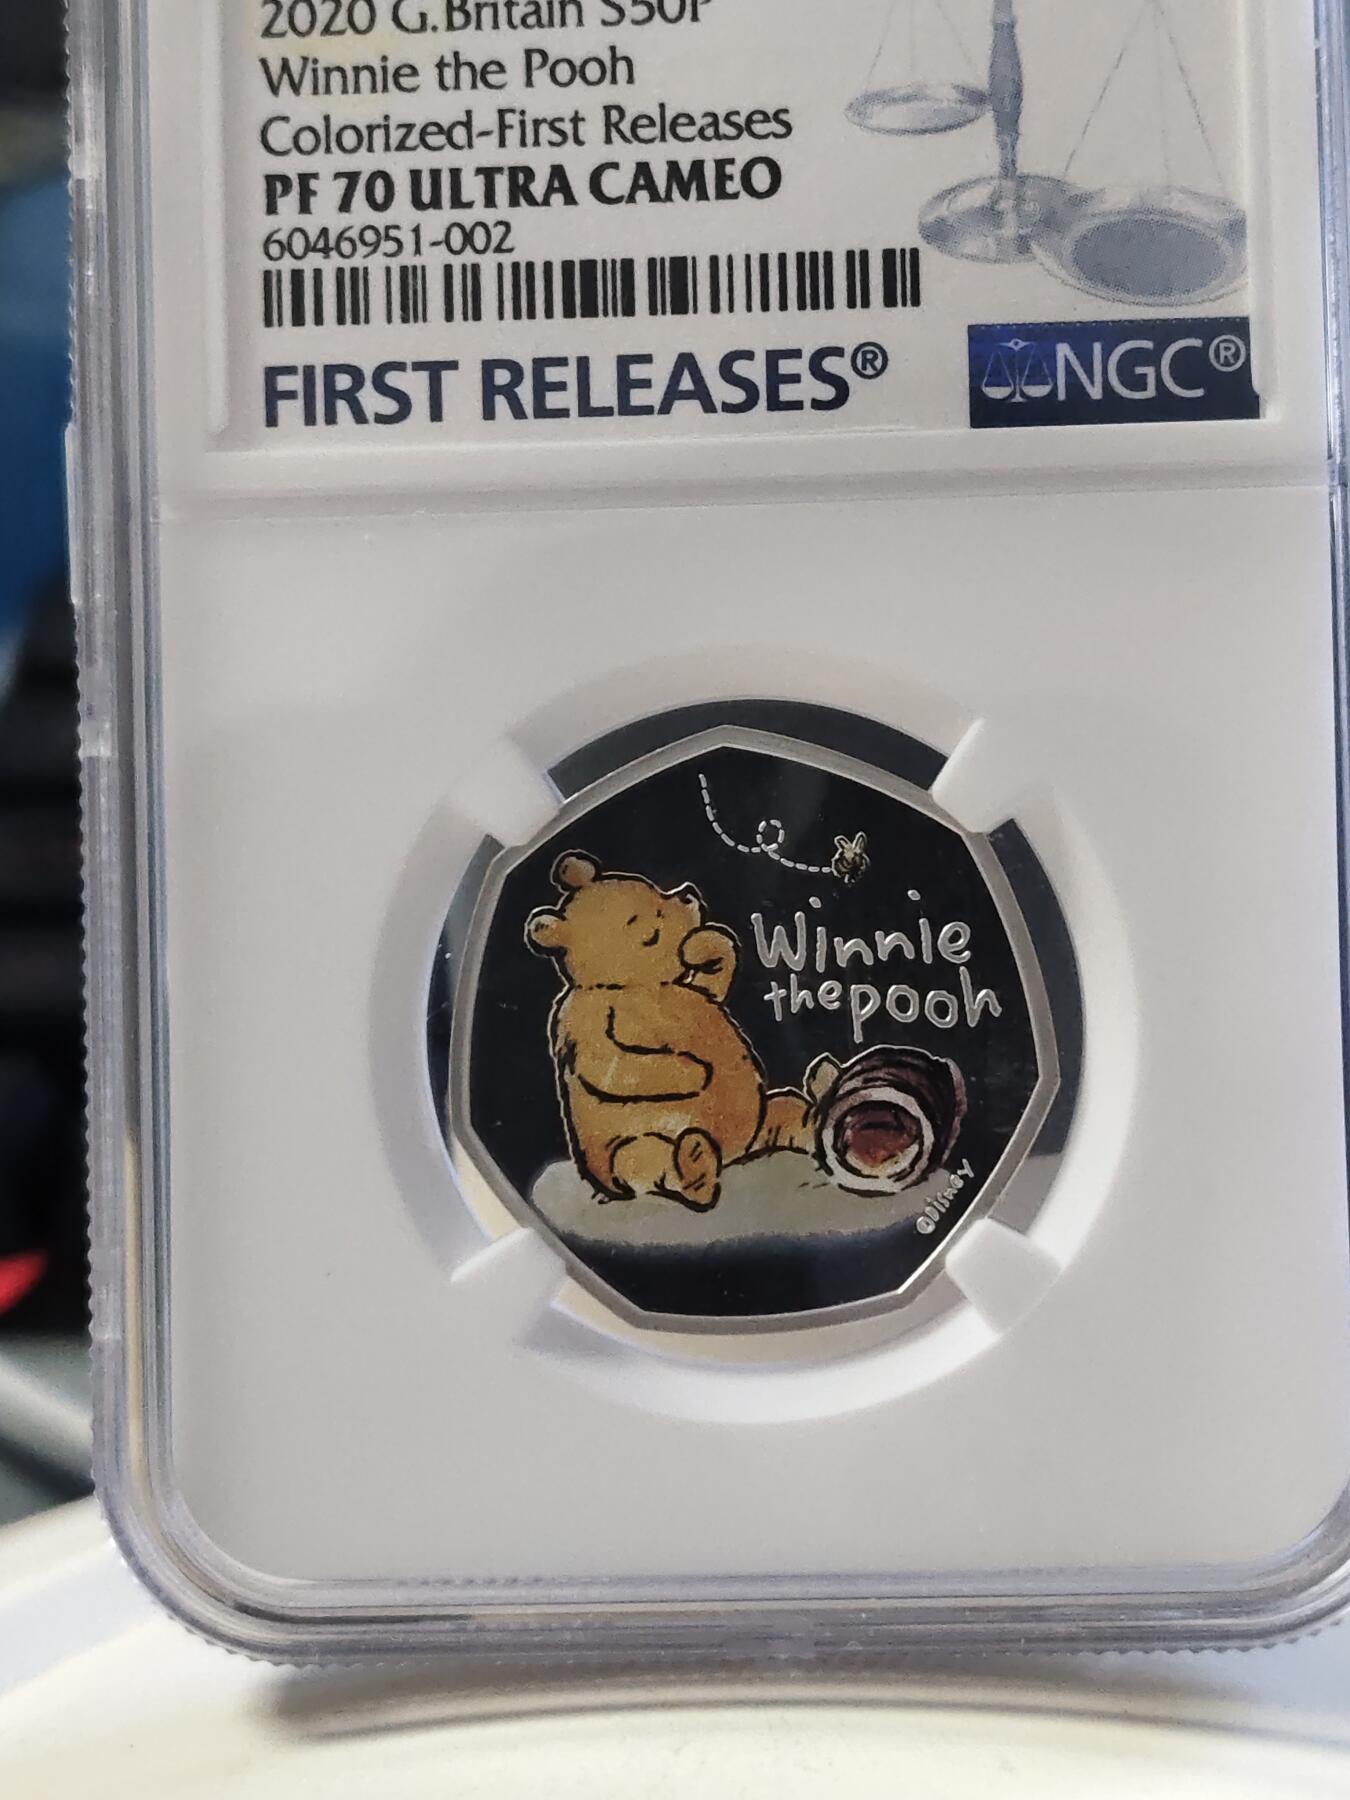 2020 G.Britain S50P
Winnie the Pooh
Colorized-First Releases
PF 70 ULTRA CAMEO
6046951-002
FIRST RELEASES®
NGC®
Winnie
the pooh
©Disney